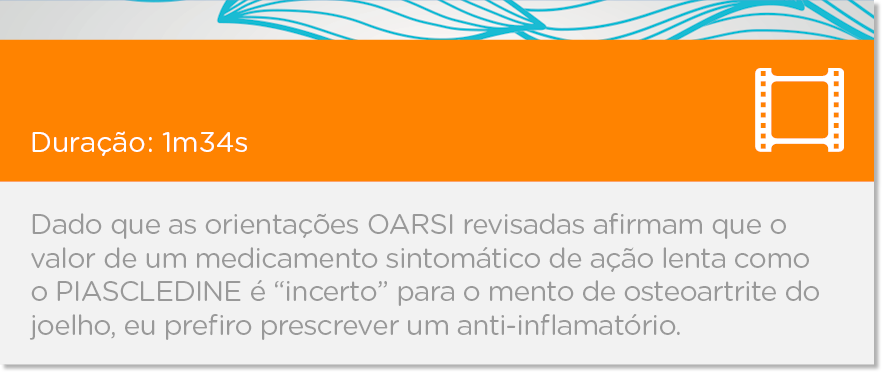 Duração: 1m34s
Dado que as orientações OARSI revisadas afirmam que o
valor de um medicamento sintomático de ação lenta como
o PIASCLEDINE é “incerto” para o mento de osteoartrite do
joelho, eu prefiro prescrever um anti-inflamatório.